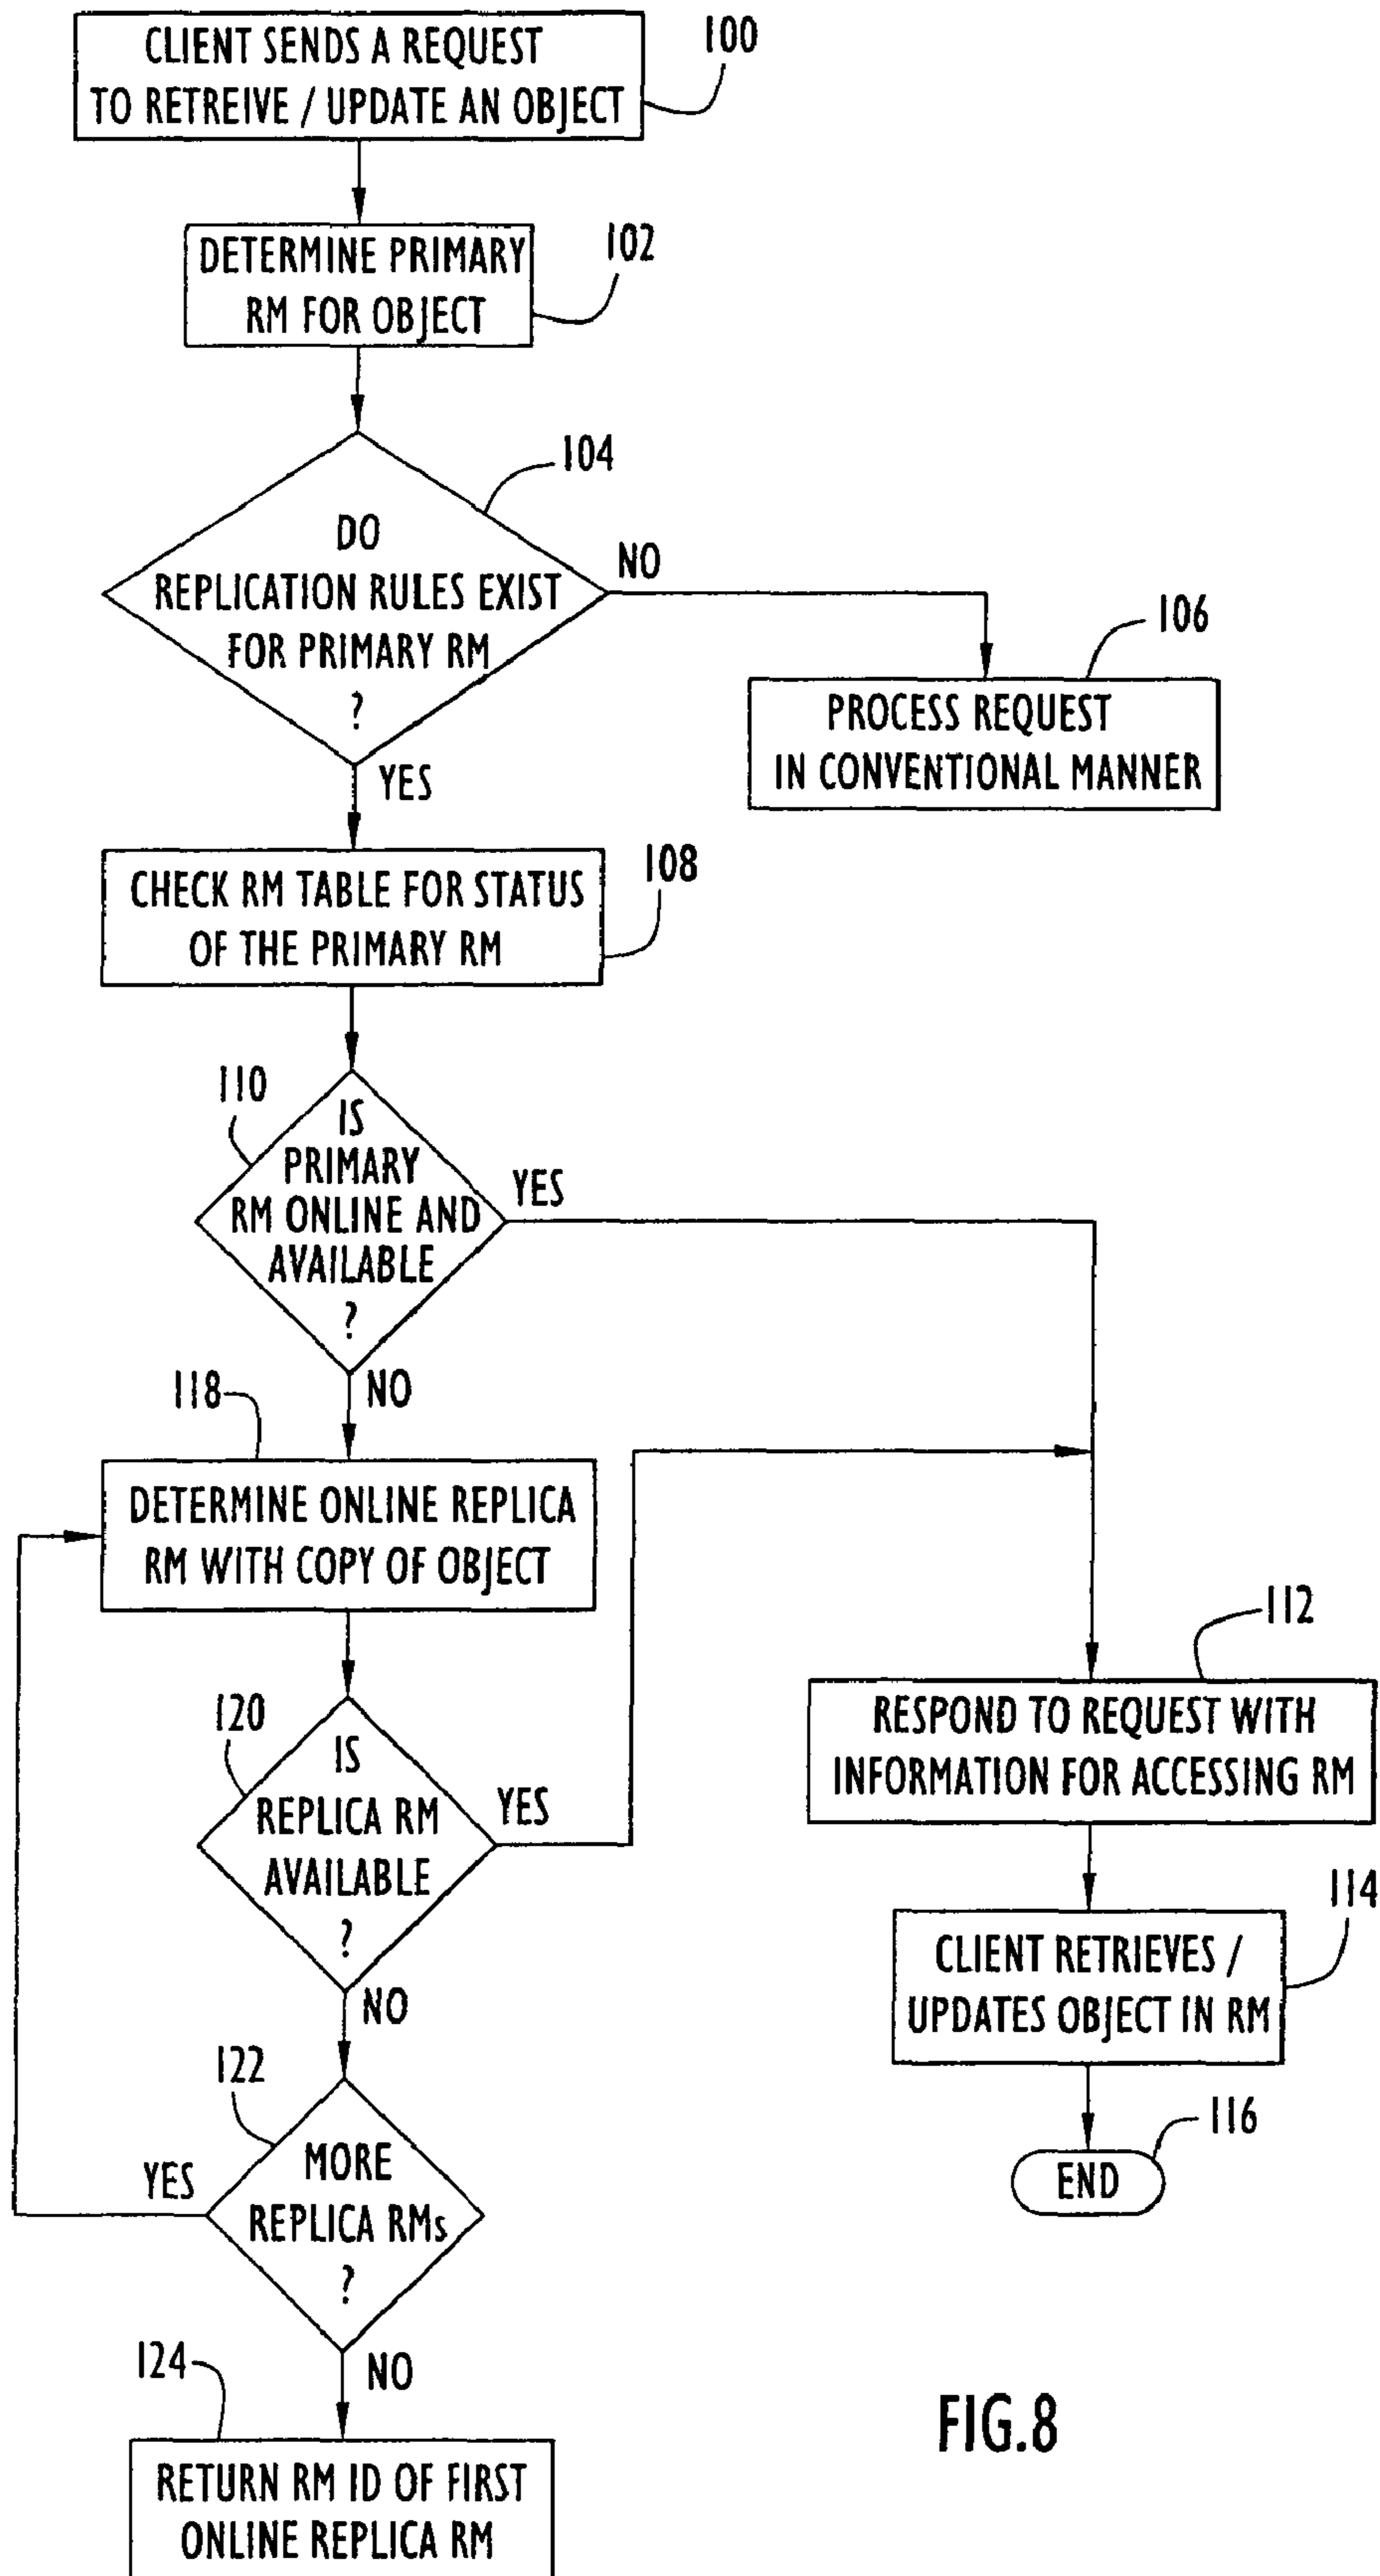 CLIENT SENDS A REQUEST
TO RETREIVE / UPDATE AN OBJECT
100
DETERMINE PRIMARY
RM FOR OBJECT
102
104
DO
REPLICATION RULES EXIST
FOR PRIMARY RM
?
NO
YES
106
PROCESS REQUEST
IN CONVENTIONAL MANNER
CHECK RM TABLE FOR STATUS
OF THE PRIMARY RM
108
110
IS
PRIMARY
RM ONLINE AND
AVAILABLE
?
YES
NO
118
DETERMINE ONLINE REPLICA
RM WITH COPY OF OBJECT
112
RESPOND TO REQUEST WITH
INFORMATION FOR ACCESSING RM
120
IS
REPLICA RM
AVAILABLE
?
YES
NO
114
CLIENT RETRIEVES /
UPDATES OBJECT IN RM
122
MORE
REPLICA RMs
?
YES
NO
116
END
124
RETURN RM ID OF FIRST
ONLINE REPLICA RM
FIG.8